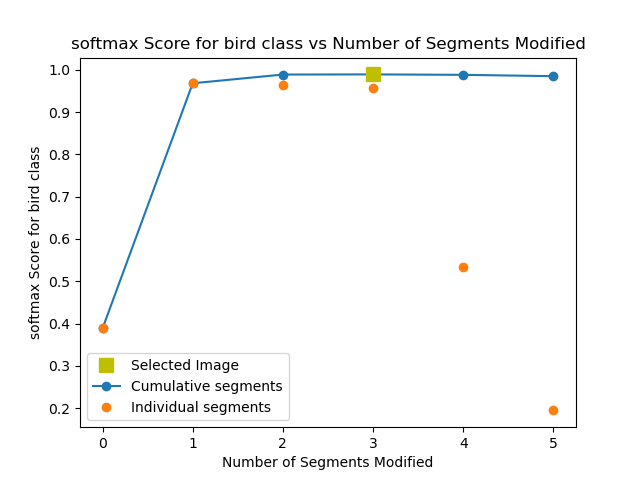 softmax Score for bird class vs Number of Segments Modified
softmax Score for bird class
1.0
0.9
0.8
0.7
0.6
0.5
0.4
0.3
0.2
Selected Image
Cumulative segments
Individual segments
0 1 2 3 4 5
Number of Segments Modified